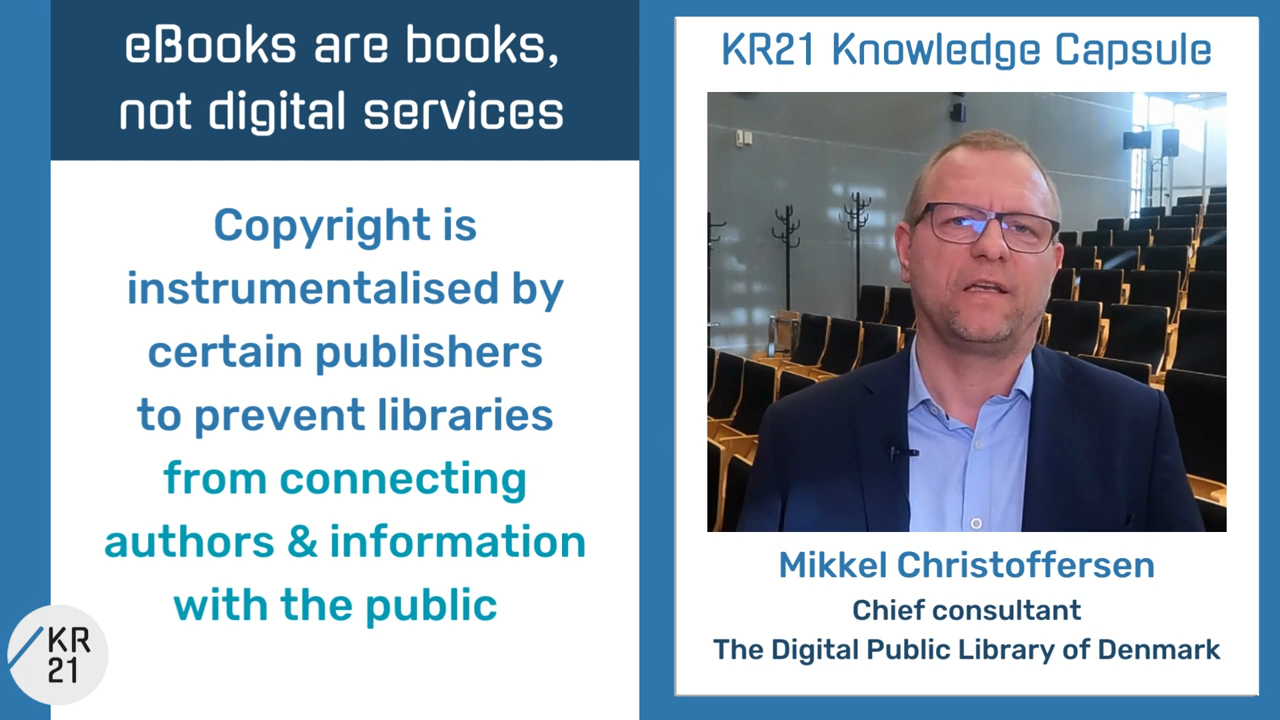 eBooks are books,
not digital services
Copyright is
instrumentalised by
certain publishers
to prevent libraries
from connecting
authors & information
with the public
KR
21
KR21 Knowledge Capsule
Mikkel Christoffersen
Chief consultant
The Digital Public Library of Denmark